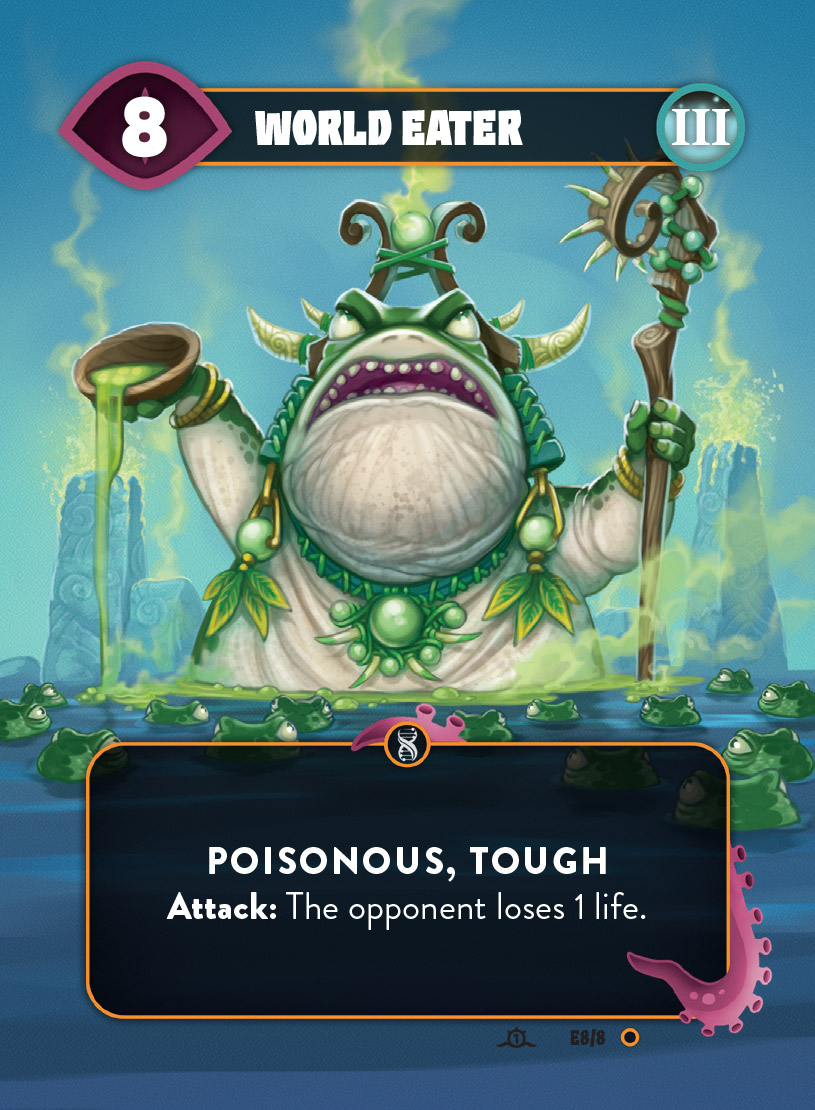 8
WORLD EATER
III
POISONOUS, TOUGH
Attack: The opponent loses 1 life.
1
E8/8